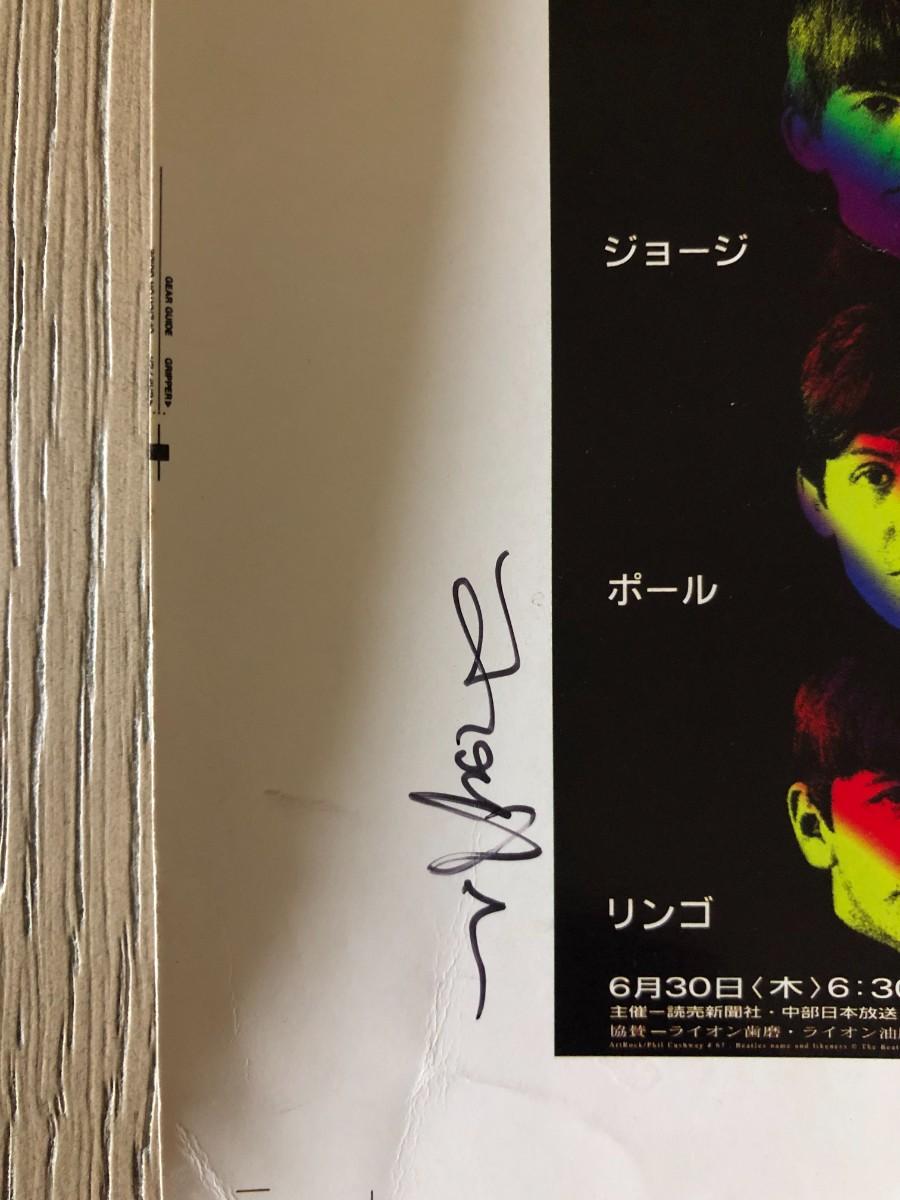 GEAR GUIDE GRIPPER
ジョージ
ポール
リンゴ
6月30日〈木〉6:30
主催ー読売新聞社・中部日本放送
協賛ーライオン歯磨・ライオン油
ArtRock/Phil Cushway # 67 Beatles name and likeness © The Beat